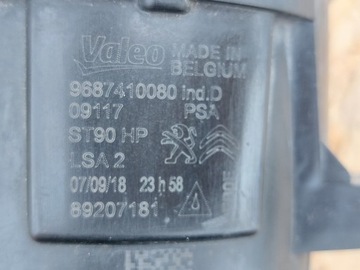 Valeo MADE IN
BELGIUM
9687410080 Ind.D
09117 PSA
ST90 HP
LSA 2
07/09/18 23 h 58
89207181